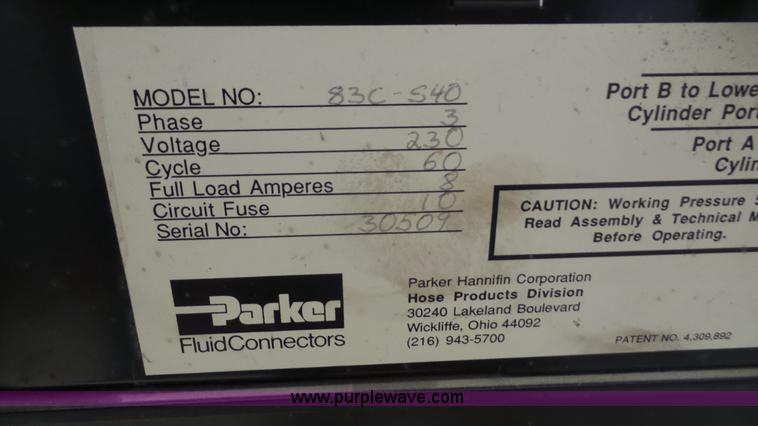 MODEL NO: 83C-S40
Phase 3
Voltage 230
Cycle 60
Full Load Amperes 8
Circuit Fuse 10
Serial No: 30509
Port B to Lowe
Cylinder Por
Port A
Cylin
CAUTION: Working Pressure S
Read Assembly & Technical M
Before Operating.
Parker
FluidConnectors
Parker Hannifin Corporation
Hose Products Division
30240 Lakeland Boulevard
Wickliffe, Ohio 44092
(216) 943-5700
PATENT NO. 4,309,892
www.purplewave.com